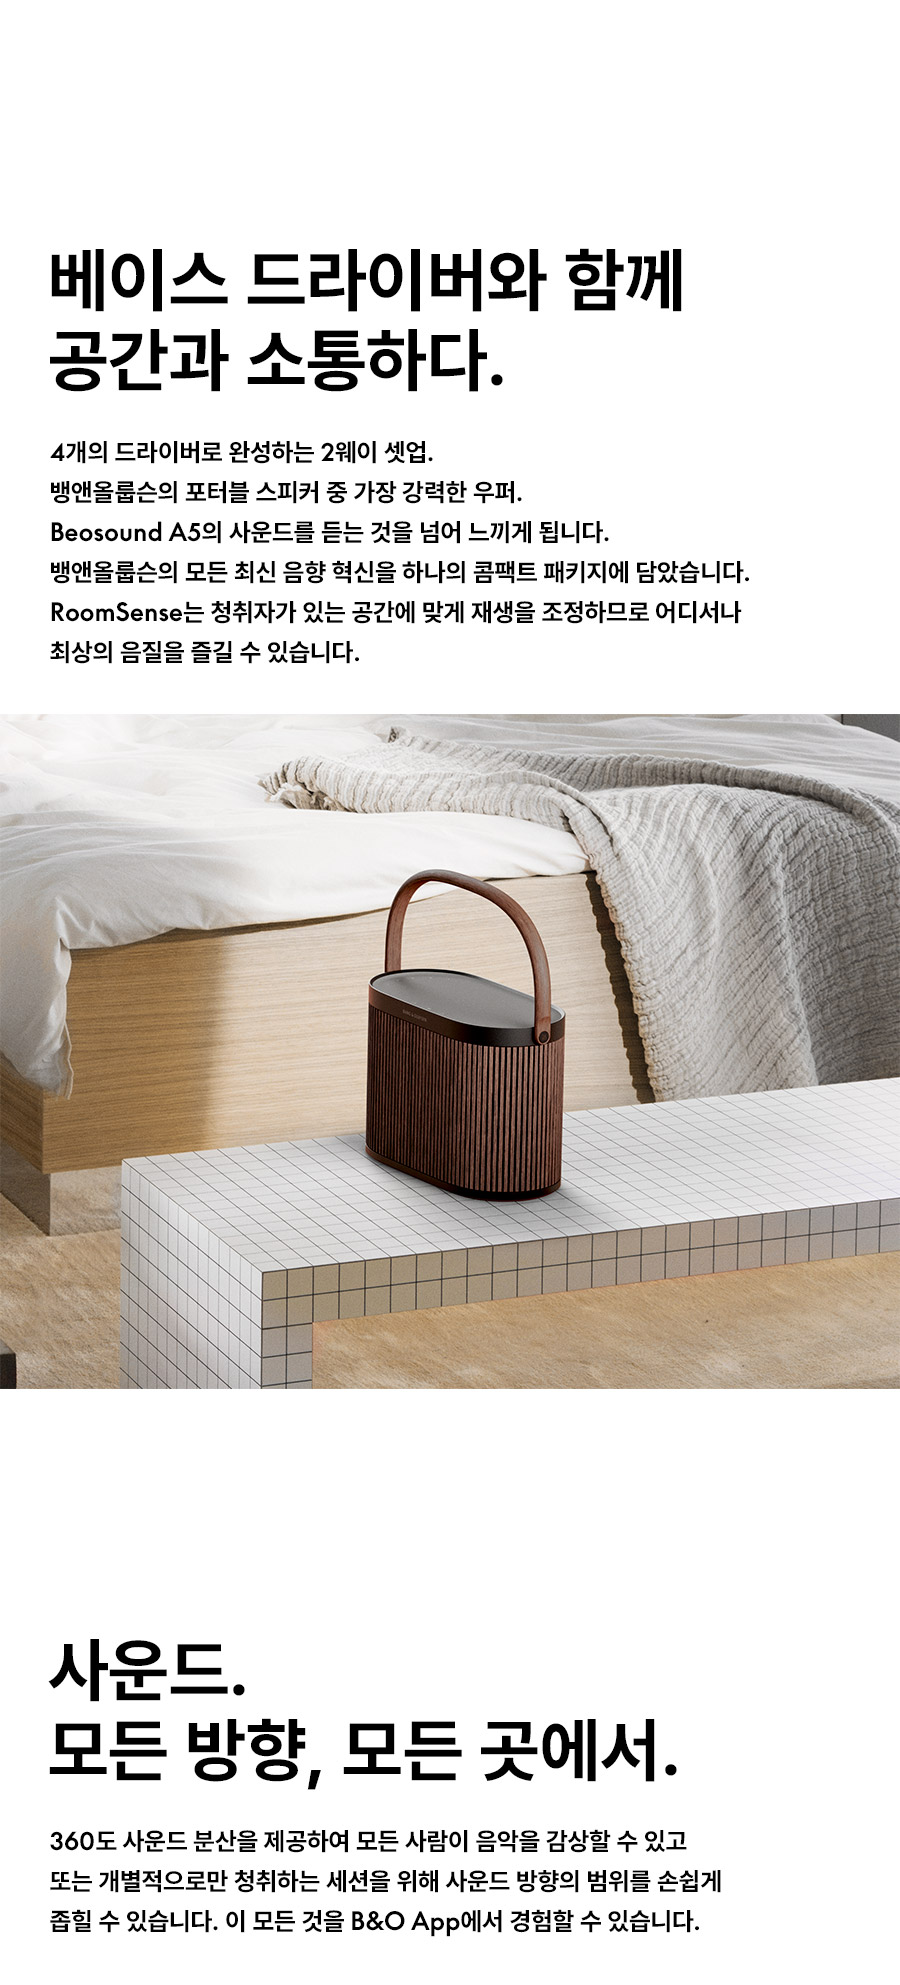 베이스 드라이버와 함께
공간과 소통하다.
4개의 드라이버로 완성하는 2웨이 셋업.
뱅앤올룹슨의 포터블 스피커 중 가장 강력한 우퍼.
Beosound A5의 사운드를 듣는 것을 넘어 느끼게 됩니다.
뱅앤올룹슨의 모든 최신 음향 혁신을 하나의 콤팩트 패키지에 담았습니다.
RoomSense는 청취자가 있는 공간에 맞게 재생을 조정하므로 어디서나
최상의 음질을 즐길 수 있습니다.
사운드.
모든 방향, 모든 곳에서.
360도 사운드 분산을 제공하여 모든 사람이 음악을 감상할 수 있고
또는 개별적으로만 청취하는 세션을 위해 사운드 방향의 범위를 손쉽게
좁힐 수 있습니다. 이 모든 것을 B&O App에서 경험할 수 있습니다.